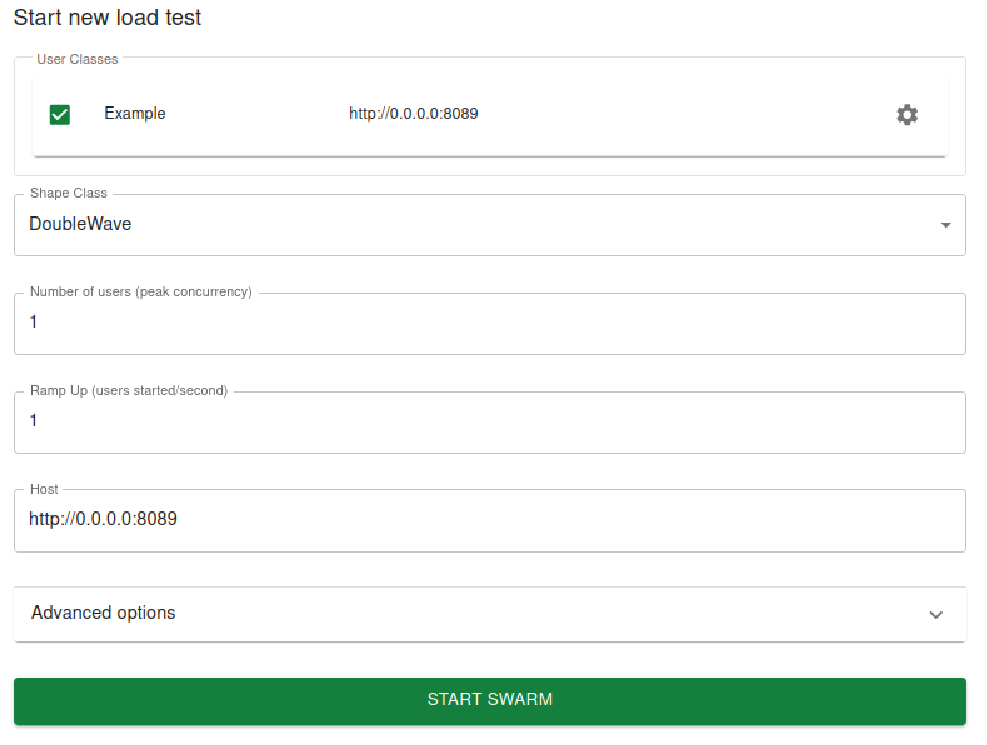 Start new load test
User Classes
Example http://0.0.0.0:8089
Shape Class
DoubleWave
Number of users (peak concurrency)
1
Ramp Up (users started/second)
1
Host
http://0.0.0.0:8089
Advanced options
START SWARM